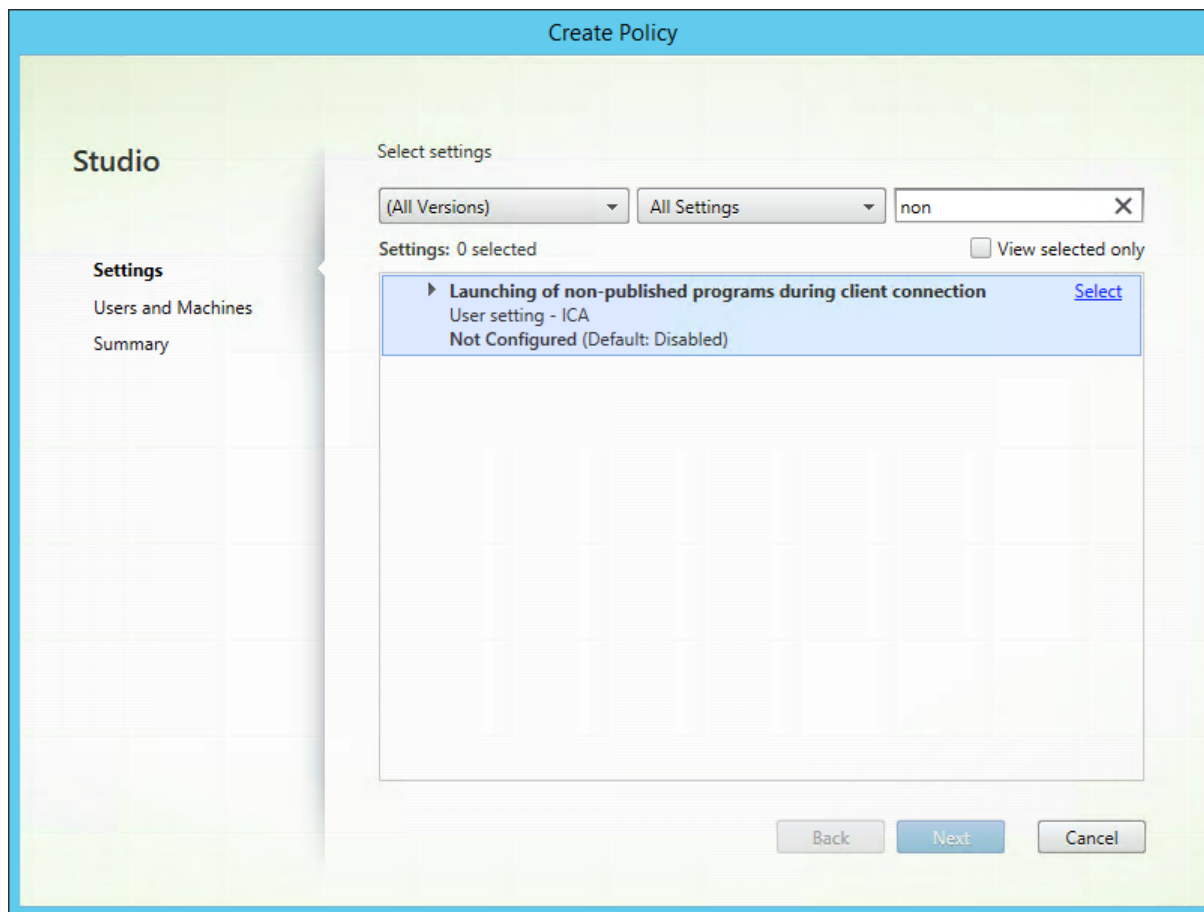 Create Policy
Studio
Settings
Users and Machines
Summary
Select settings
(All Versions)
All Settings
non
Settings: 0 selected
View selected only
Launching of non-published programs during client connection
Select
User setting - ICA
Not Configured (Default: Disabled)
Back
Next
Cancel